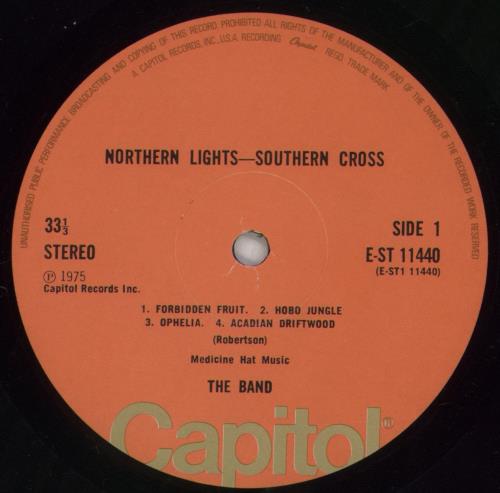 UNAUTHORISED PUBLIC PERFORMANCE BROADCASTING AND COPYING OF THIS RECORD PROHIBITED ALL RIGHTS OF THE MANUFACTURER AND OF THE OWNER OF THE RECORDED WORK RESERVED
A CAPITOL RECORDS, INC., U.S.A. RECORDING. Capitol REGD. TRADE MARK
NORTHERN LIGHTS—SOUTHERN CROSS
33⅓
STEREO
Ⓟ 1975
Capitol Records Inc.
SIDE 1
E-ST 11440
(E-ST1 11440)
1. FORBIDDEN FRUIT. 2. HOBO JUNGLE
3. OPHELIA. 4. ACADIAN DRIFTWOOD
(Robertson)
Medicine Hat Music
THE BAND
Capitol®